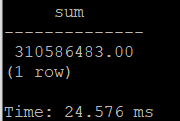 sum
--------------
310586483.00
(1 row)
Time: 24.576 ms